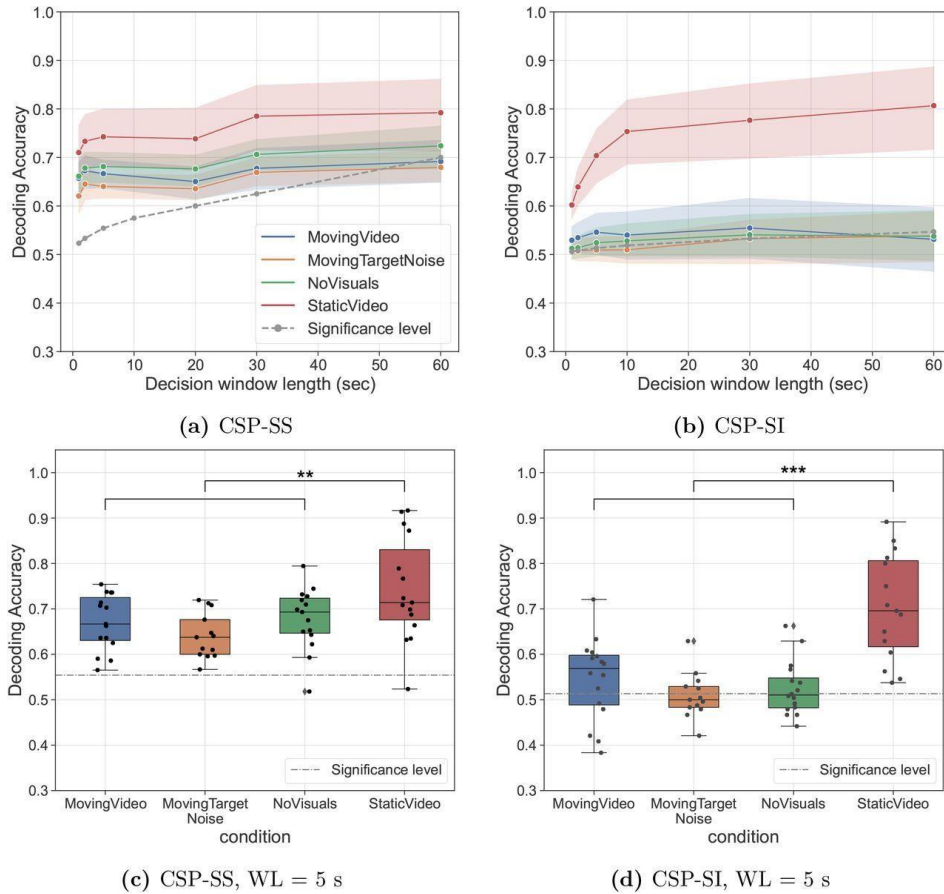 1.0
0.9
0.8
0.7
0.6
0.5
0.4
0.3
Decoding Accuracy
MovingVideo
MovingTargetNoise
NoVisuals
StaticVideo
Significance level
0 10 20 30 40 50 60
Decision window length (sec)
(a) CSP-SS
1.0
0.9
0.8
0.7
0.6
0.5
0.4
0.3
Decoding Accuracy
0 10 20 30 40 50 60
Decision window length (sec)
(b) CSP-SI
1.0
0.9
0.8
0.7
0.6
0.5
0.4
0.3
Decoding Accuracy
**
Significance level
MovingVideo MovingTarget NoVisuals StaticVideo
Noise
condition
(c) CSP-SS, WL = 5 s
1.0
0.9
0.8
0.7
0.6
0.5
0.4
0.3
Decoding Accuracy
***
Significance level
MovingVideo MovingTarget NoVisuals StaticVideo
Noise
condition
(d) CSP-SI, WL = 5 s